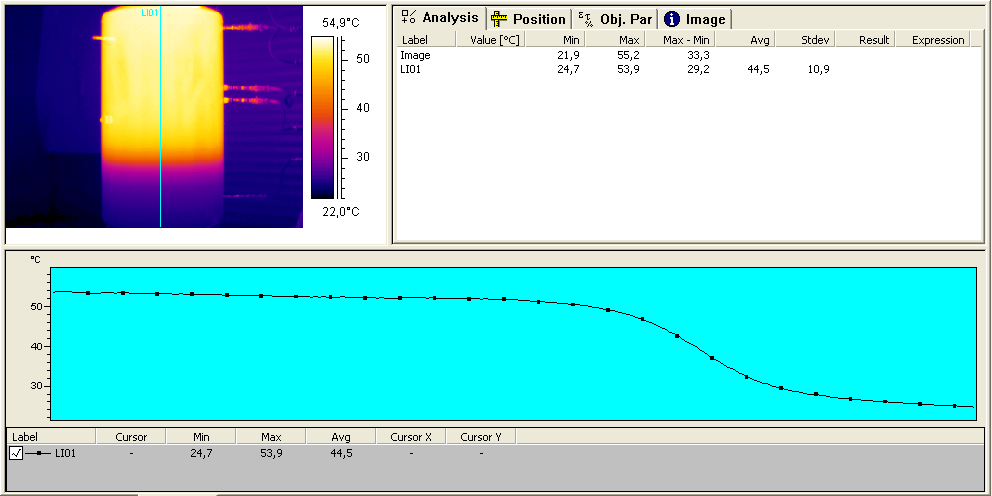 LI01
54,9°C
50
40
30
22,0°C
Analysis Position Obj. Par Image
Label Value [°C] Min Max Max - Min Avg Stdev Result Expression
Image 21,9 55,2 33,3
LI01 24,7 53,9 29,2 44,5 10,9
°C
50
40
30
Label Cursor Min Max Avg Cursor X Cursor Y
LI01 - 24,7 53,9 44,5 - -